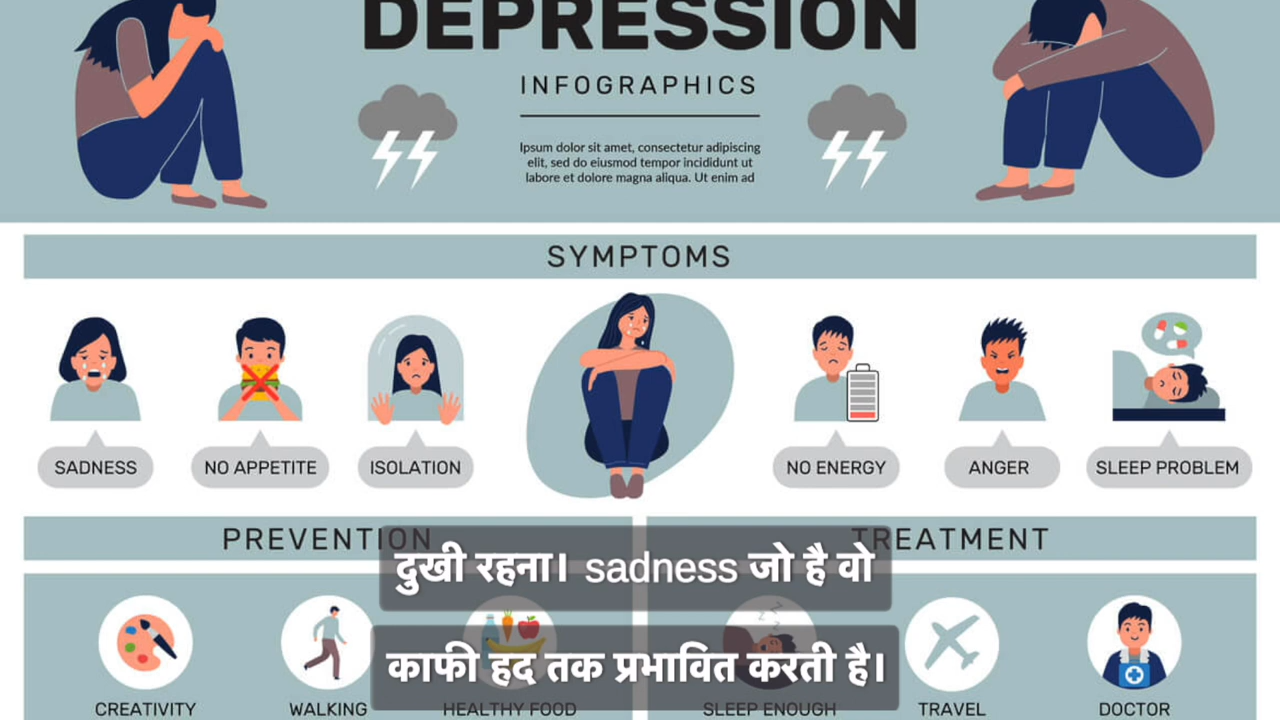 DEPRESSION
INFOGRAPHICS
Ipsum dolor sit amet, consectetur adipiscing
elit, sed do eiusmod tempor incididunt ut
labore et dolore magna aliqua. Ut enim ad
SYMPTOMS
SADNESS
NO APPETITE
ISOLATION
NO ENERGY
ANGER
SLEEP PROBLEM
PREVENTION
TREATMENT
दुखी रहना। sadness जो है वो
काफी हद तक प्रभावित करती है।
CREATIVITY
WALKING
HEALTHY FOOD
SLEEP ENOUGH
TRAVEL
DOCTOR